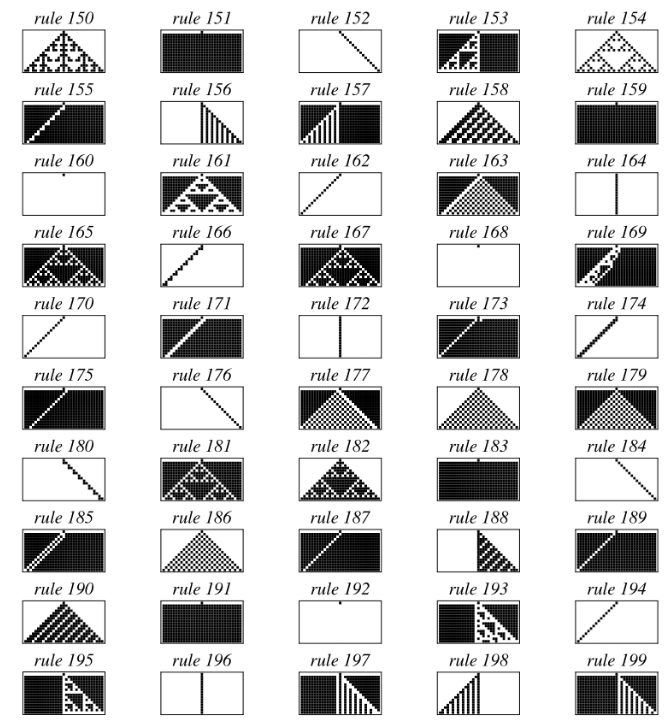 rule 150 rule 151 rule 152 rule 153 rule 154
rule 155 rule 156 rule 157 rule 158 rule 159
rule 160 rule 161 rule 162 rule 163 rule 164
rule 165 rule 166 rule 167 rule 168 rule 169
rule 170 rule 171 rule 172 rule 173 rule 174
rule 175 rule 176 rule 177 rule 178 rule 179
rule 180 rule 181 rule 182 rule 183 rule 184
rule 185 rule 186 rule 187 rule 188 rule 189
rule 190 rule 191 rule 192 rule 193 rule 194
rule 195 rule 196 rule 197 rule 198 rule 199